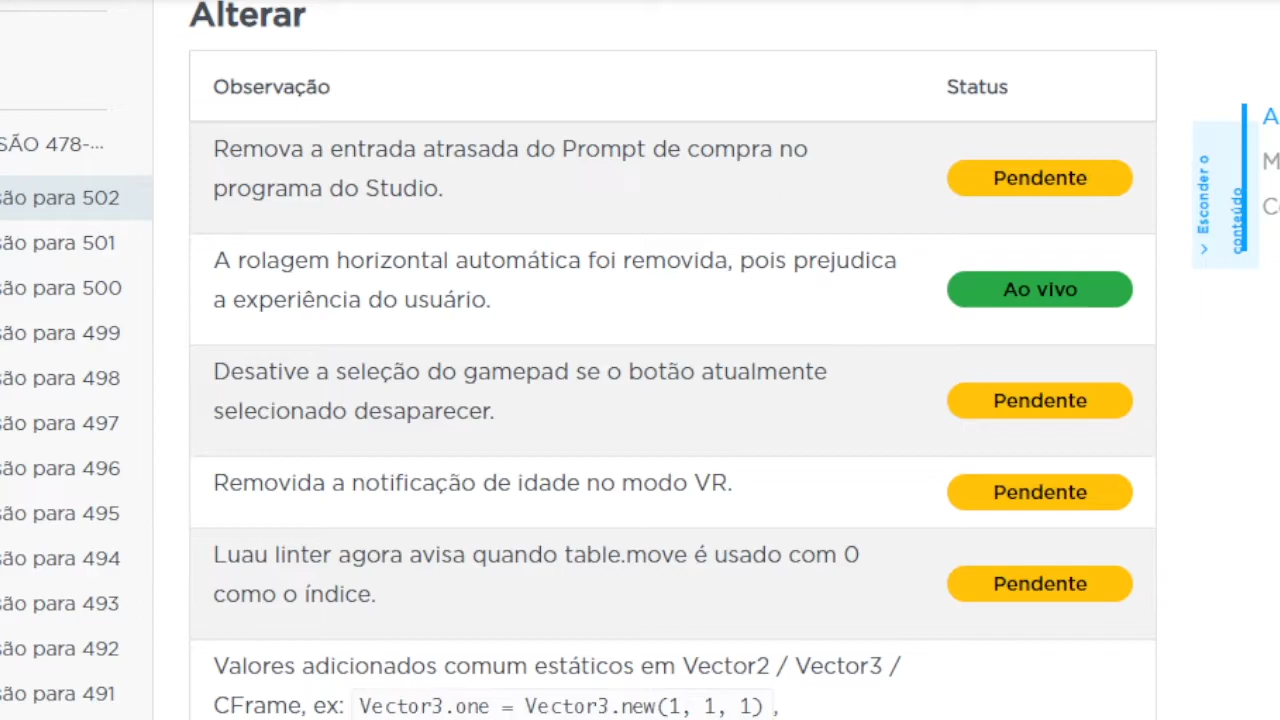 Alterar
Observação
Status
Remova a entrada atrasada do Prompt de compra no
programa do Studio.
Pendente
A rolagem horizontal automática foi removida, pois prejudica
a experiência do usuário.
Ao vivo
Desative a seleção do gamepad se o botão atualmente
selecionado desaparecer.
Pendente
Removida a notificação de idade no modo VR.
Pendente
Luau linter agora avisa quando table.move é usado com 0
como o índice.
Pendente
Valores adicionados comum estáticos em Vector2 / Vector3 /
CFrame, ex: Vector3.one = Vector3.new(1, 1, 1) ,
SÃO 478-...
são para 502
são para 501
são para 500
são para 499
são para 498
são para 497
são para 496
são para 495
são para 494
são para 493
são para 492
são para 491
Esconder o
conteúdo
A
M